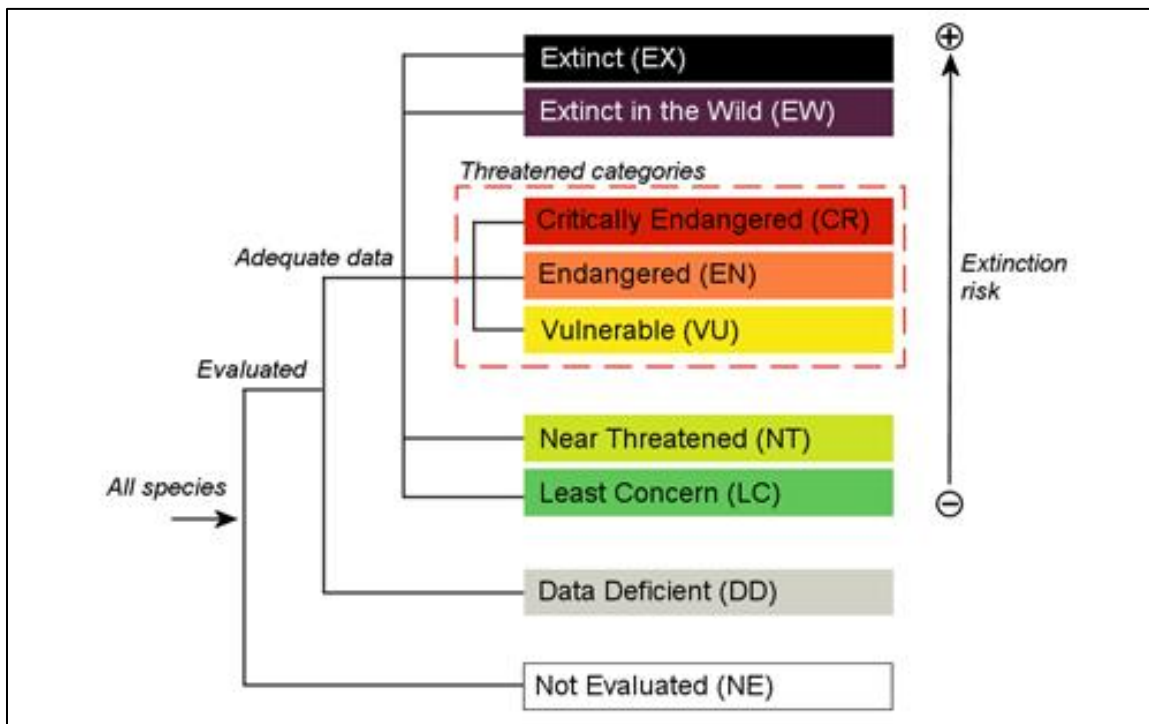 Extinct (EX)
Extinct in the Wild (EW)
Threatened categories
Critically Endangered (CR)
Adequate data
Endangered (EN)
Extinction
risk
Vulnerable (VU)
Evaluated
Near Threatened (NT)
All species
Least Concern (LC)
Data Deficient (DD)
Not Evaluated (NE)